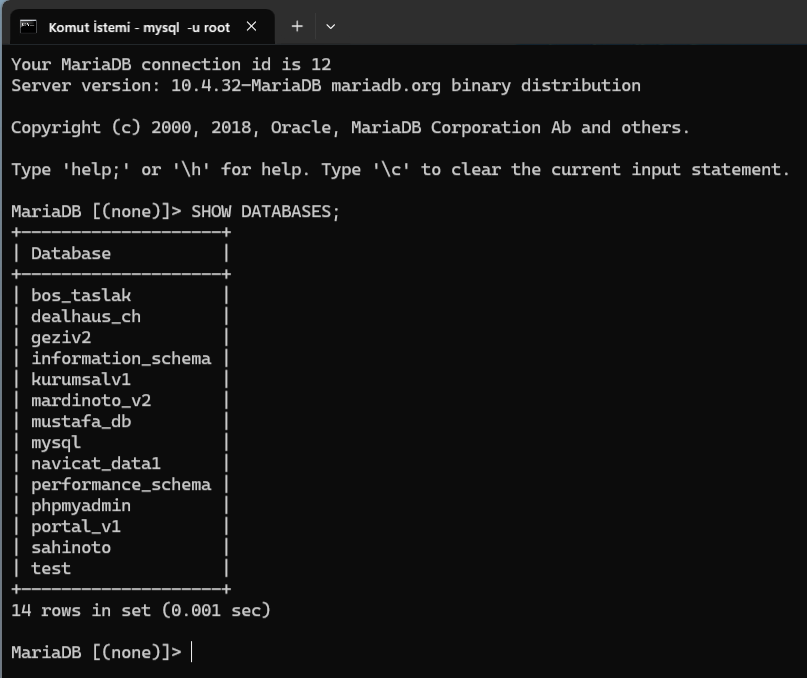 Komut İstemi - mysql -u root
Your MariaDB connection id is 12
Server version: 10.4.32-MariaDB mariadb.org binary distribution
Copyright (c) 2000, 2018, Oracle, MariaDB Corporation Ab and others.
Type 'help;' or '\h' for help. Type '\c' to clear the current input statement.
MariaDB [(none)]> SHOW DATABASES;
+--------------------+
| Database           |
+--------------------+
| bos_taslak         |
| dealhaus_ch        |
| geziv2             |
| information_schema |
| kurumsalv1         |
| mardinoto_v2       |
| mustafa_db         |
| mysql              |
| navicat_data1      |
| performance_schema |
| phpmyadmin         |
| portal_v1          |
| sahinoto           |
| test               |
+--------------------+
14 rows in set (0.001 sec)
MariaDB [(none)]>